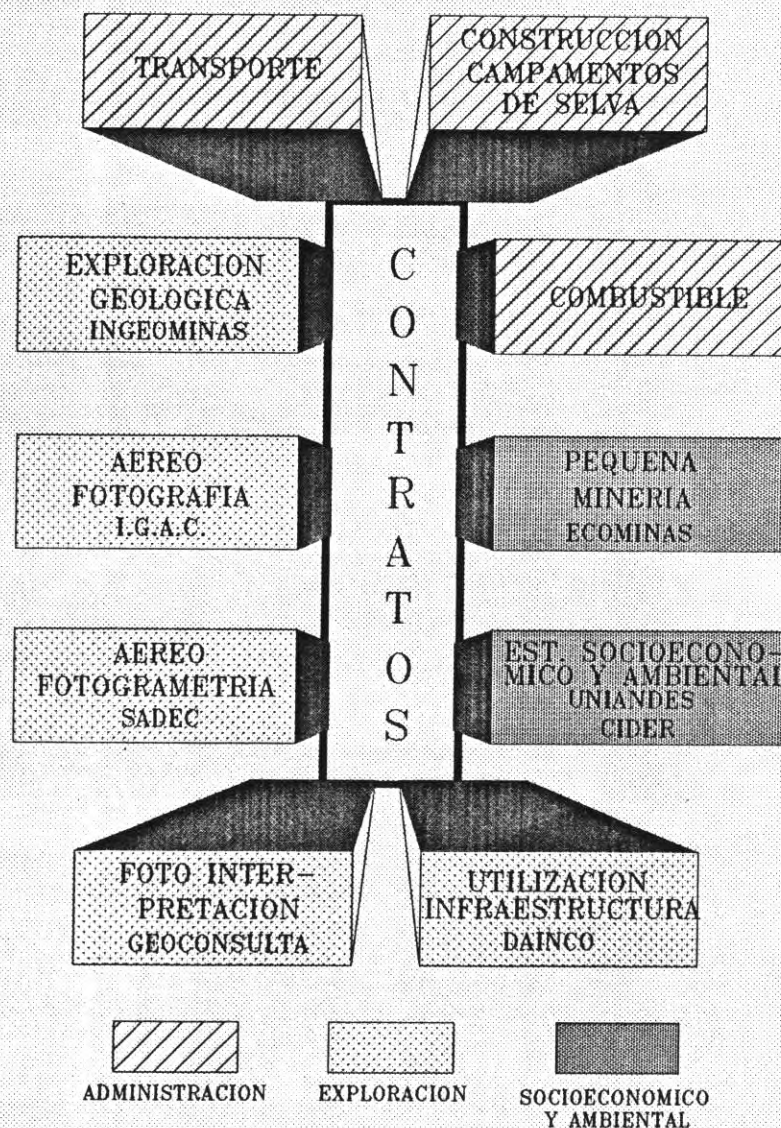 TRANSPORTE
CONSTRUCCION
CAMPAMENTOS
DE SELVA
CONTRATOS
EXPLORACION
GEOLOGICA
INGEOMINAS
COMBUSTIBLE
AEREO
FOTOGRAFIA
I.G.A.C.
PEQUENA
MINERIA
ECOMINAS
AEREO
FOTOGRAMETRIA
SADEC
EST. SOCIOECONO-
MICO Y AMBIENTAL
UNIANDES
CIDER
FOTO INTER-
PRETACION
GEOCONSULTA
UTILIZACION
INFRAESTRUCTURA
DAINCO
ADMINISTRACION
EXPLORACION
SOCIOECONOMICO
Y AMBIENTAL